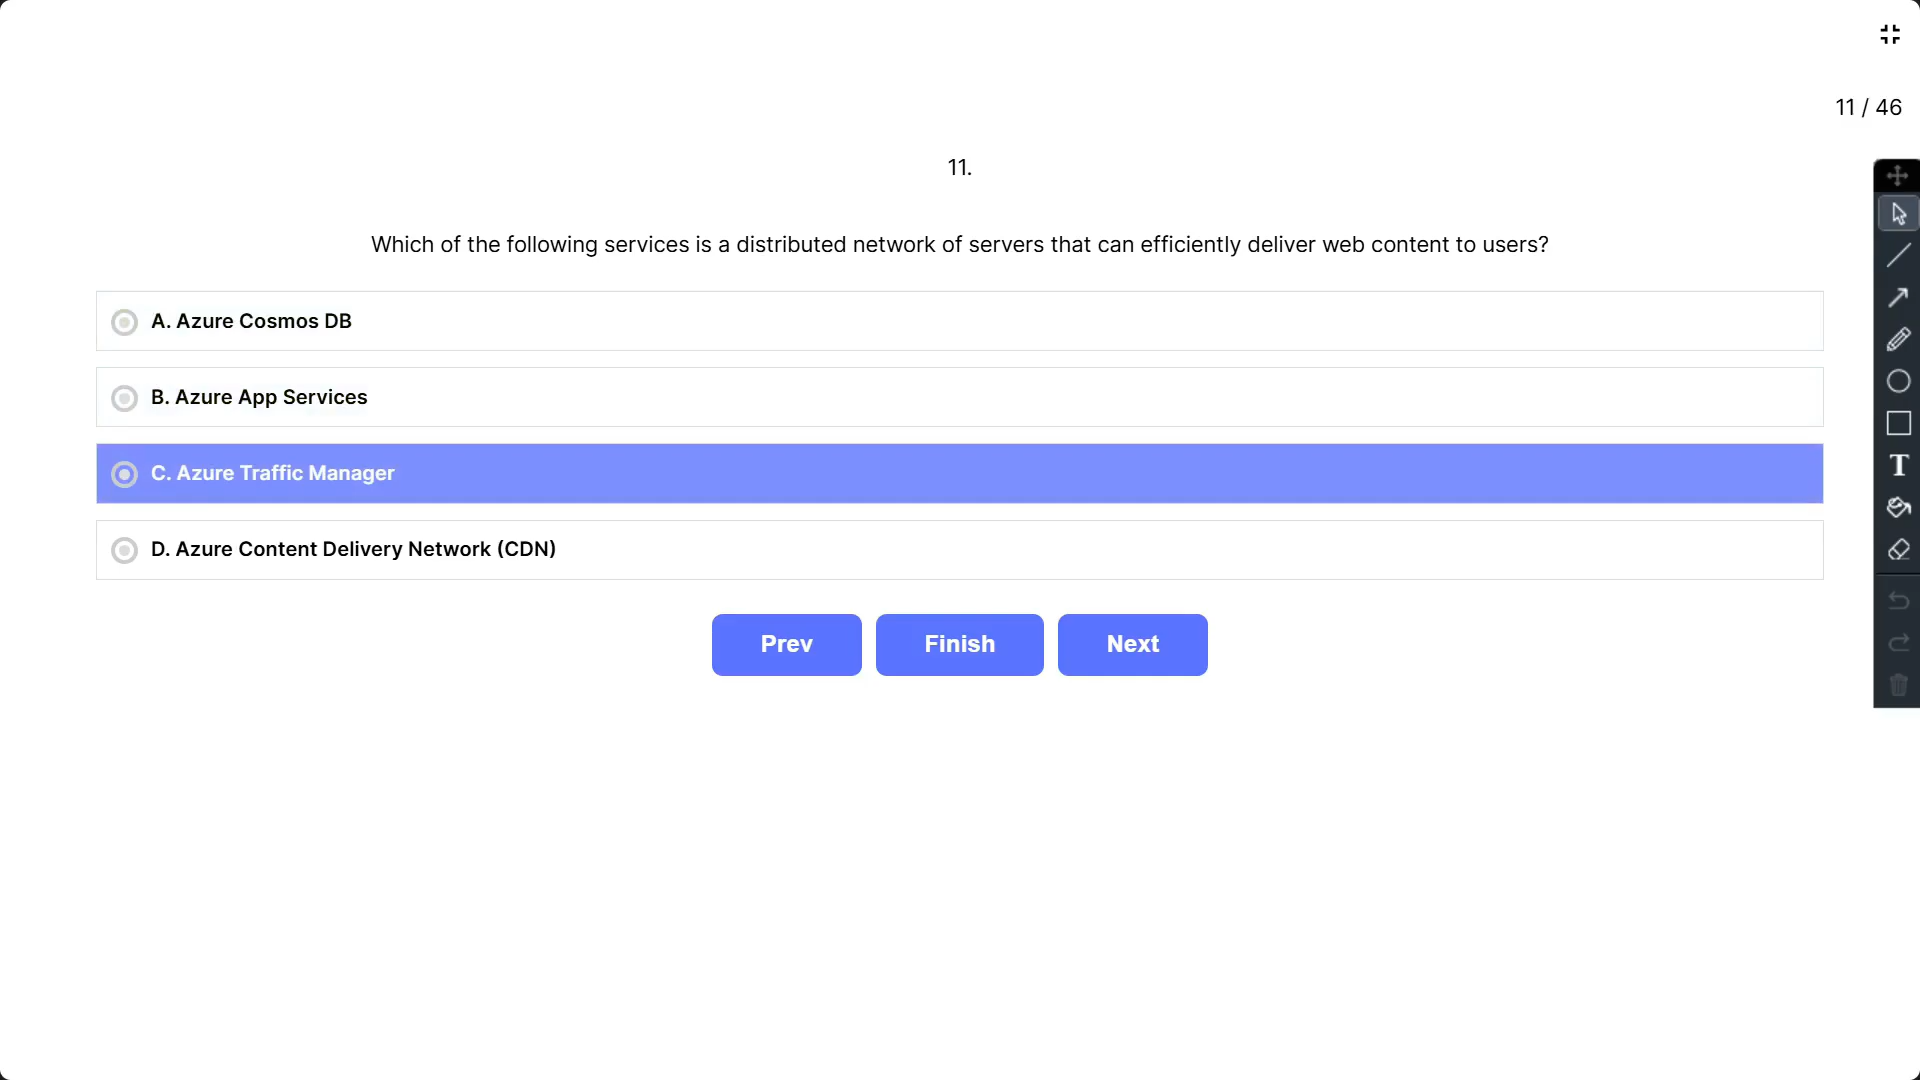 11 / 46
11.
Which of the following services is a distributed network of servers that can efficiently deliver web content to users?
A. Azure Cosmos DB
B. Azure App Services
C. Azure Traffic Manager
D. Azure Content Delivery Network (CDN)
Prev Finish Next
T